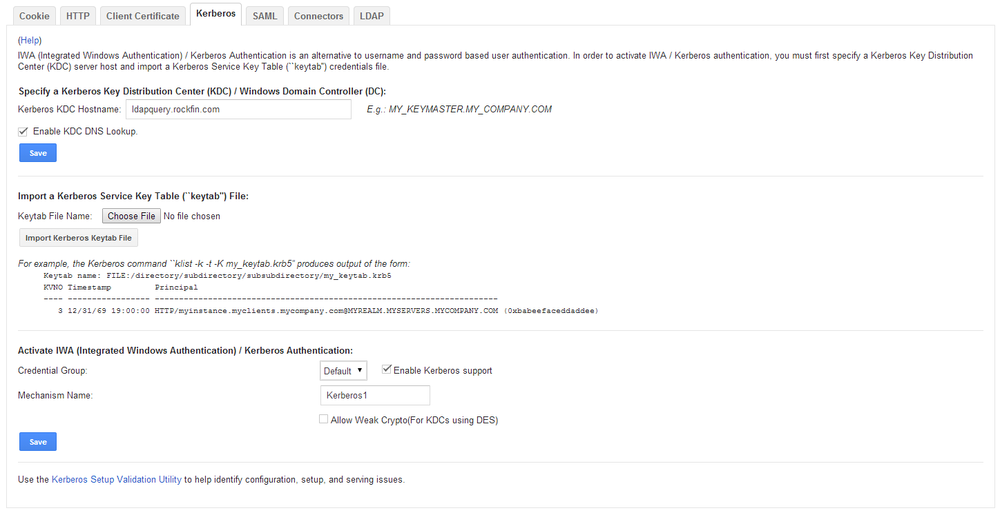 Cookie HTTP Client Certificate Kerberos SAML Connectors LDAP
(Help)
IWA (Integrated Windows Authentication) / Kerberos Authentication is an alternative to username and password based user authentication. In order to activate IWA / Kerberos authentication, you must first specify a Kerberos Key Distribution
Center (KDC) server host and import a Kerberos Service Key Table (``keytab'') credentials file.
Specify a Kerberos Key Distribution Center (KDC) / Windows Domain Controller (DC):
Kerberos KDC Hostname: ldapquery.rockfin.com E.g.: MY_KEYMASTER.MY_COMPANY.COM
Enable KDC DNS Lookup.
Save
Import a Kerberos Service Key Table (``keytab'') File:
Keytab File Name: Choose File No file chosen
Import Kerberos Keytab File
For example, the Kerberos command ``klist -k -t -K my_keytab.krb5'' produces output of the form:
Keytab name: FILE:/directory/subdirectory/subsubdirectory/my_keytab.krb5
KVNO Timestamp Principal
---- ----------------- -----------------------------------------------------------------------
3 12/31/69 19:00:00 HTTP/myinstance.myclients.mycompany.com@MYREALM.MYSERVERS.MYCOMPANY.COM (0xbabeefaceddaddee)
Activate IWA (Integrated Windows Authentication) / Kerberos Authentication:
Credential Group: Default Enable Kerberos support
Mechanism Name: Kerberos1
Allow Weak Crypto(For KDCs using DES)
Save
Use the Kerberos Setup Validation Utility to help identify configuration, setup, and serving issues.